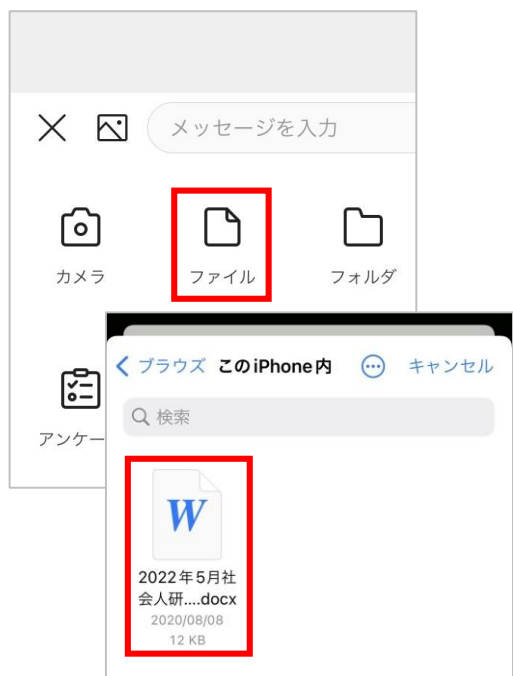 メッセージを入力
カメラ
ファイル
フォルダ
アンケー
ブラウズ このiPhone内 キャンセル
検索
W
2022年5月社
会人研....docx
2020/08/08
12 KB